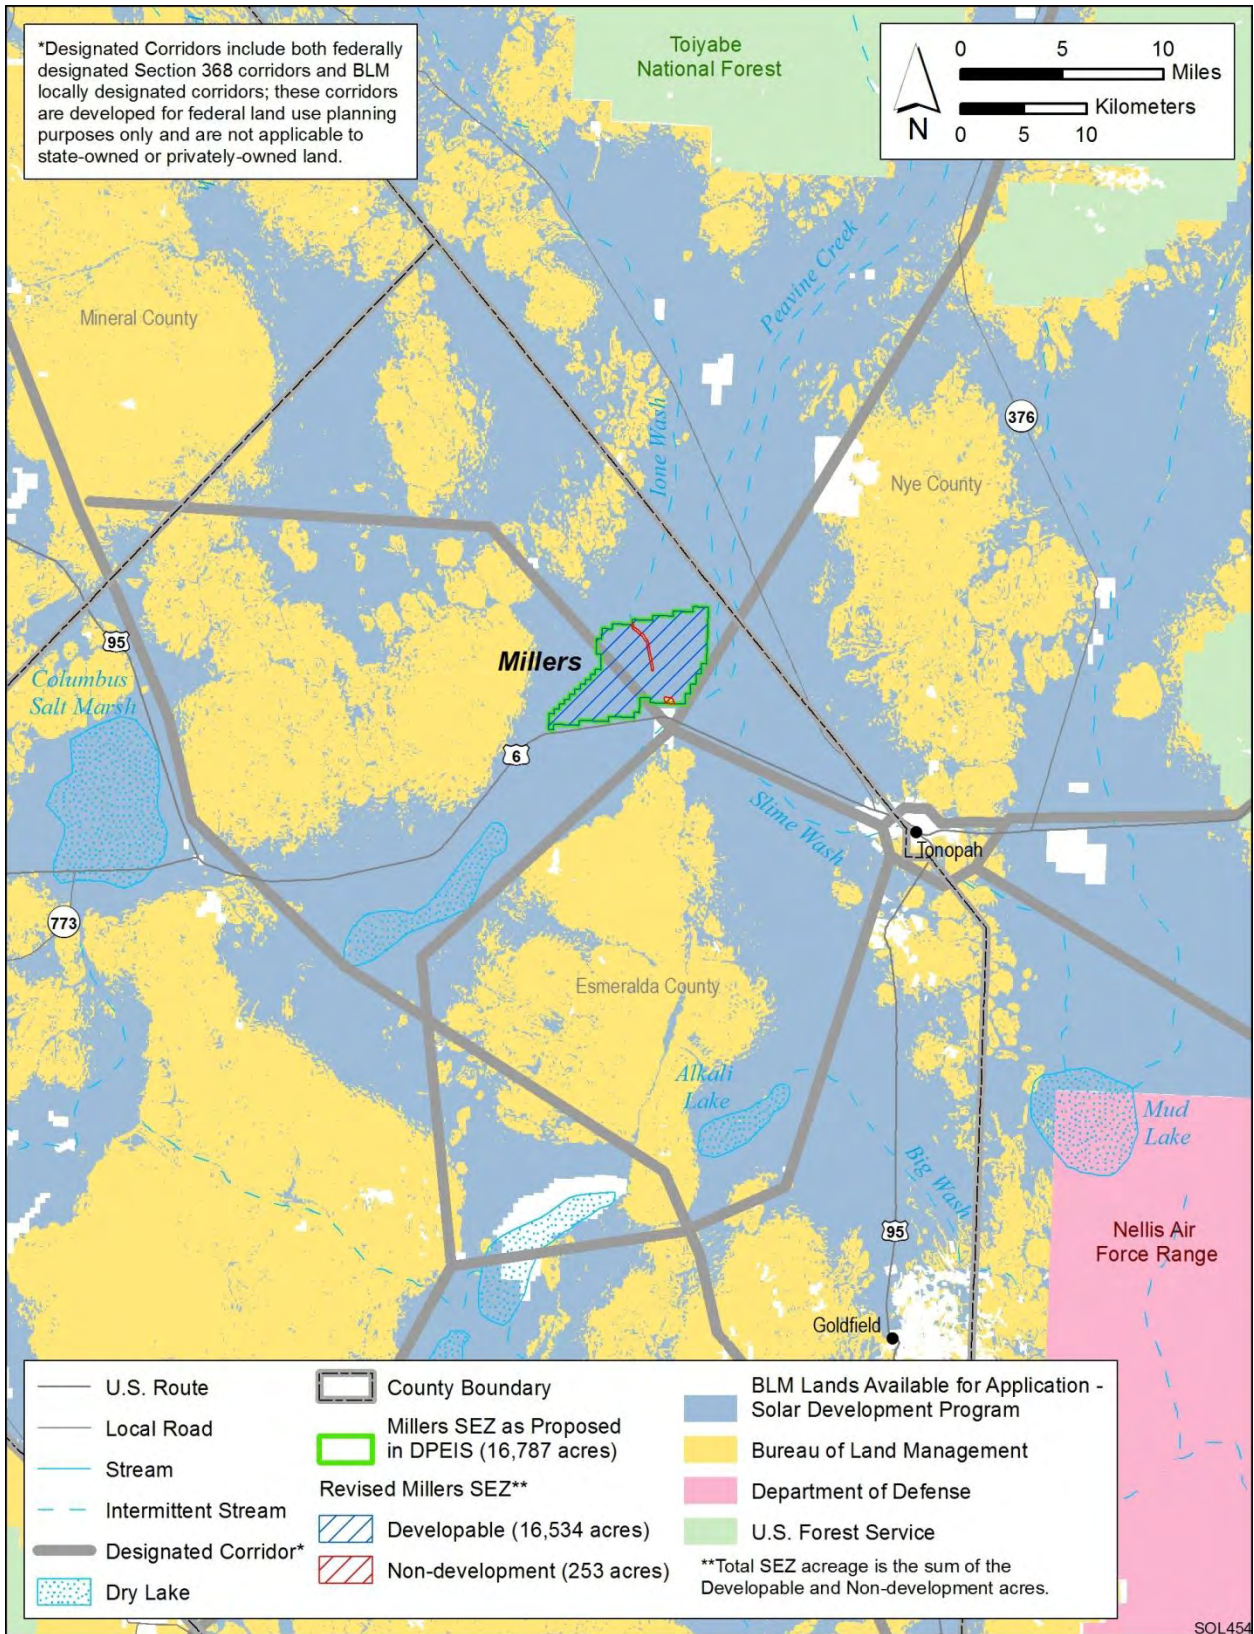 *Designated Corridors include both federally
designated Section 368 corridors and BLM
locally designated corridors; these corridors
are developed for federal land use planning
purposes only and are not applicable to
state-owned or privately-owned land.
Toiyabe
National Forest
0 5 10
Miles
Kilometers
0 5 10
N
Peavine Creek
Mineral County
Ione Wash
376
Nye County
95
Millers
Columbus
Salt Marsh
6
Slime Wash
Tonopah
773
Esmeralda County
Alkali
Lake
Mud
Lake
Big Wash
95
Nellis Air
Force Range
Goldfield
U.S. Route
Local Road
Stream
Intermittent Stream
Designated Corridor*
Dry Lake
County Boundary
Millers SEZ as Proposed
in DPEIS (16,787 acres)
Revised Millers SEZ**
Developable (16,534 acres)
Non-development (253 acres)
BLM Lands Available for Application -
Solar Development Program
Bureau of Land Management
Department of Defense
U.S. Forest Service
**Total SEZ acreage is the sum of the
Developable and Non-development acres.
SOL454